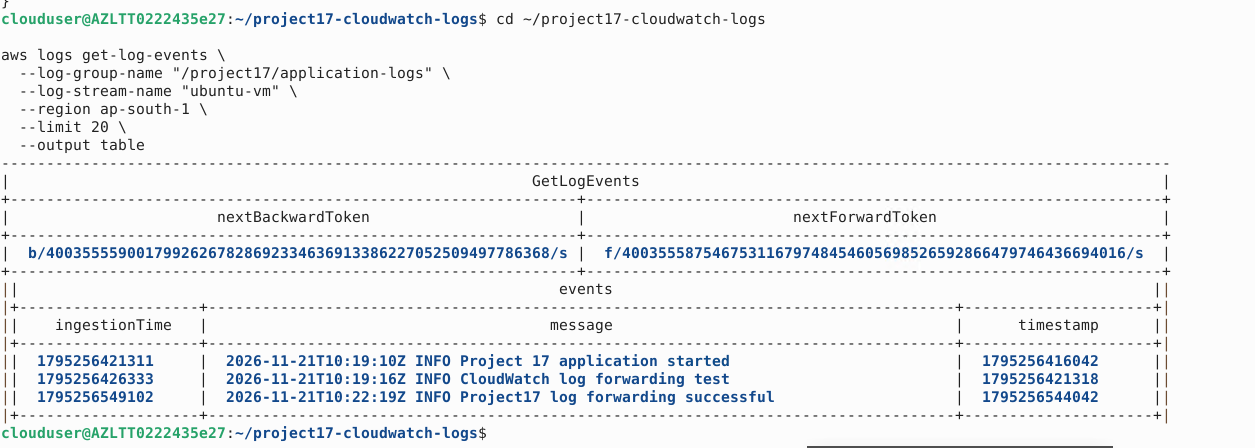 }
clouduser@AZLTT0222435e27:~/project17-cloudwatch-logs$ cd ~/project17-cloudwatch-logs
aws logs get-log-events \
--log-group-name "/project17/application-logs" \
--log-stream-name "ubuntu-vm" \
--region ap-south-1 \
--limit 20 \
--output table
GetLogEvents
nextBackwardToken | nextForwardToken
b/40035555900179926267828692334636913386227052509497786368/s | f/40035558754675311679748454605698526592866479746436694016/s
events
ingestionTime | message | timestamp
1795256421311 | 2026-11-21T10:19:10Z INFO Project 17 application started | 1795256416042
1795256426333 | 2026-11-21T10:19:16Z INFO CloudWatch log forwarding test | 1795256421318
1795256549102 | 2026-11-21T10:22:19Z INFO Project17 log forwarding successful | 1795256544042
clouduser@AZLTT0222435e27:~/project17-cloudwatch-logs$